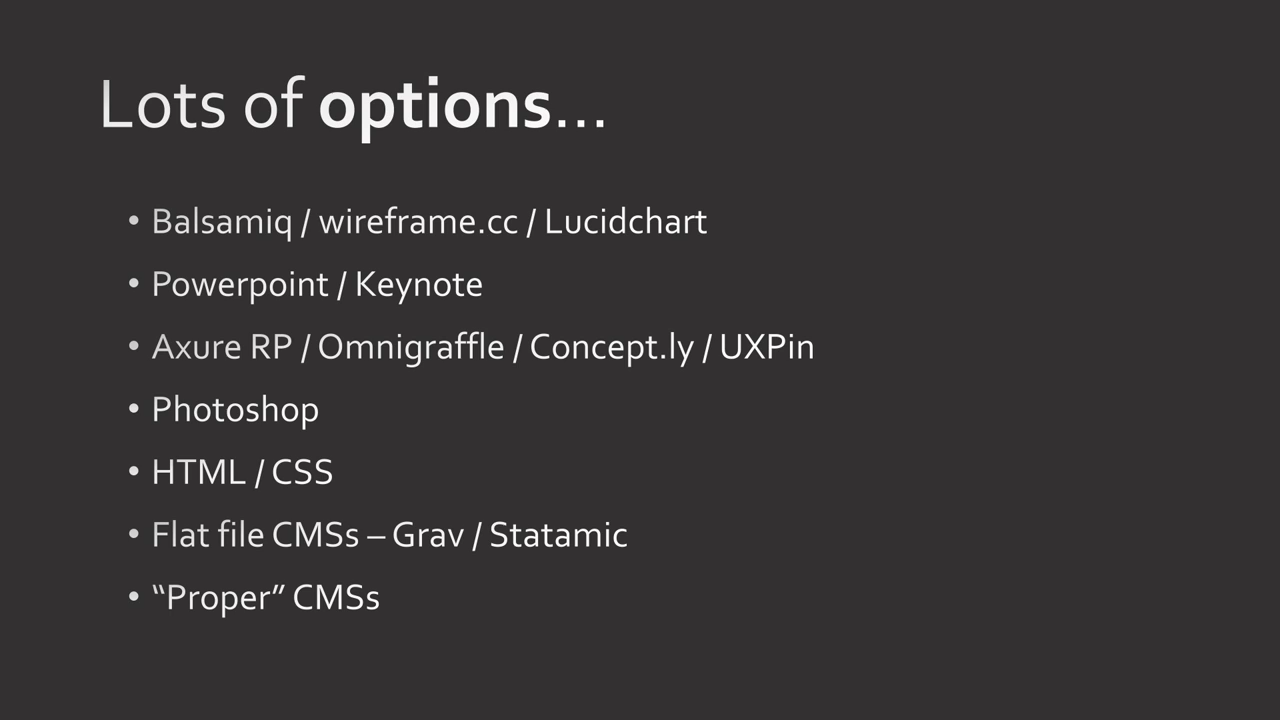 Lots of options...
• Balsamiq / wireframe.cc / Lucidchart
• Powerpoint / Keynote
• Axure RP / Omnigraffle / Concept.ly / UXPin
• Photoshop
• HTML / CSS
• Flat file CMSs – Grav / Statamic
• “Proper” CMSs